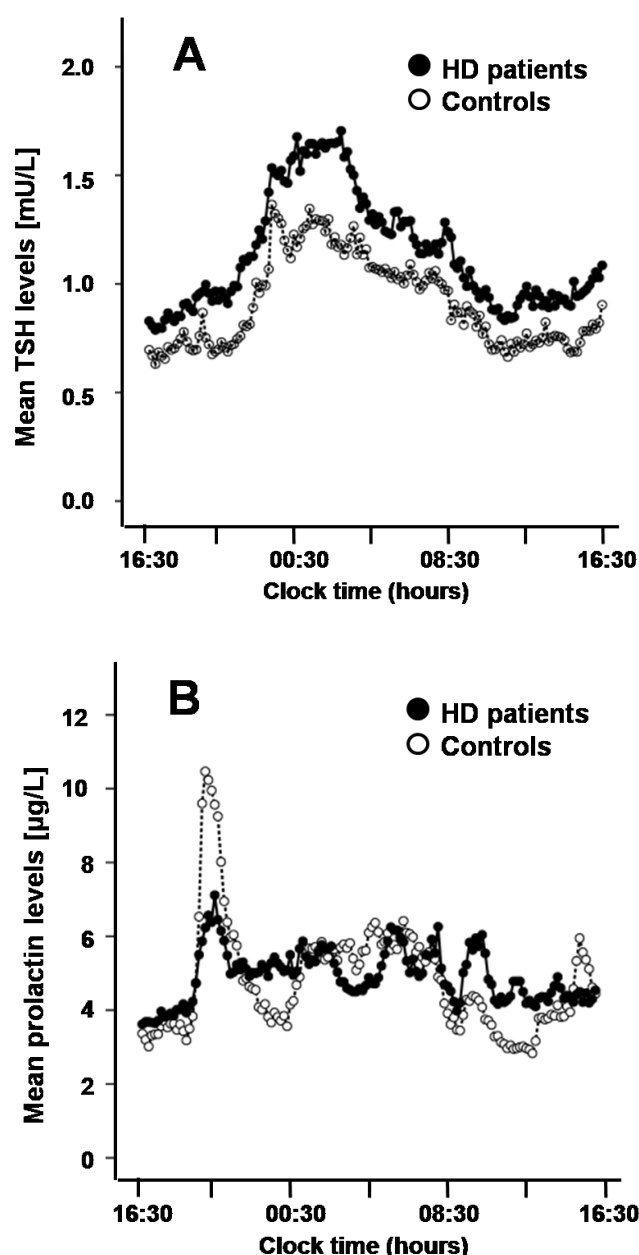 A
HD patients
Controls
Mean TSH levels [mU/L]
2.0
1.5
1.0
0.5
0.0
16:30 00:30 08:30 16:30
Clock time (hours)
B
HD patients
Controls
Mean prolactin levels [µg/L]
12
10
8
6
4
2
0
16:30 00:30 08:30 16:30
Clock time (hours)